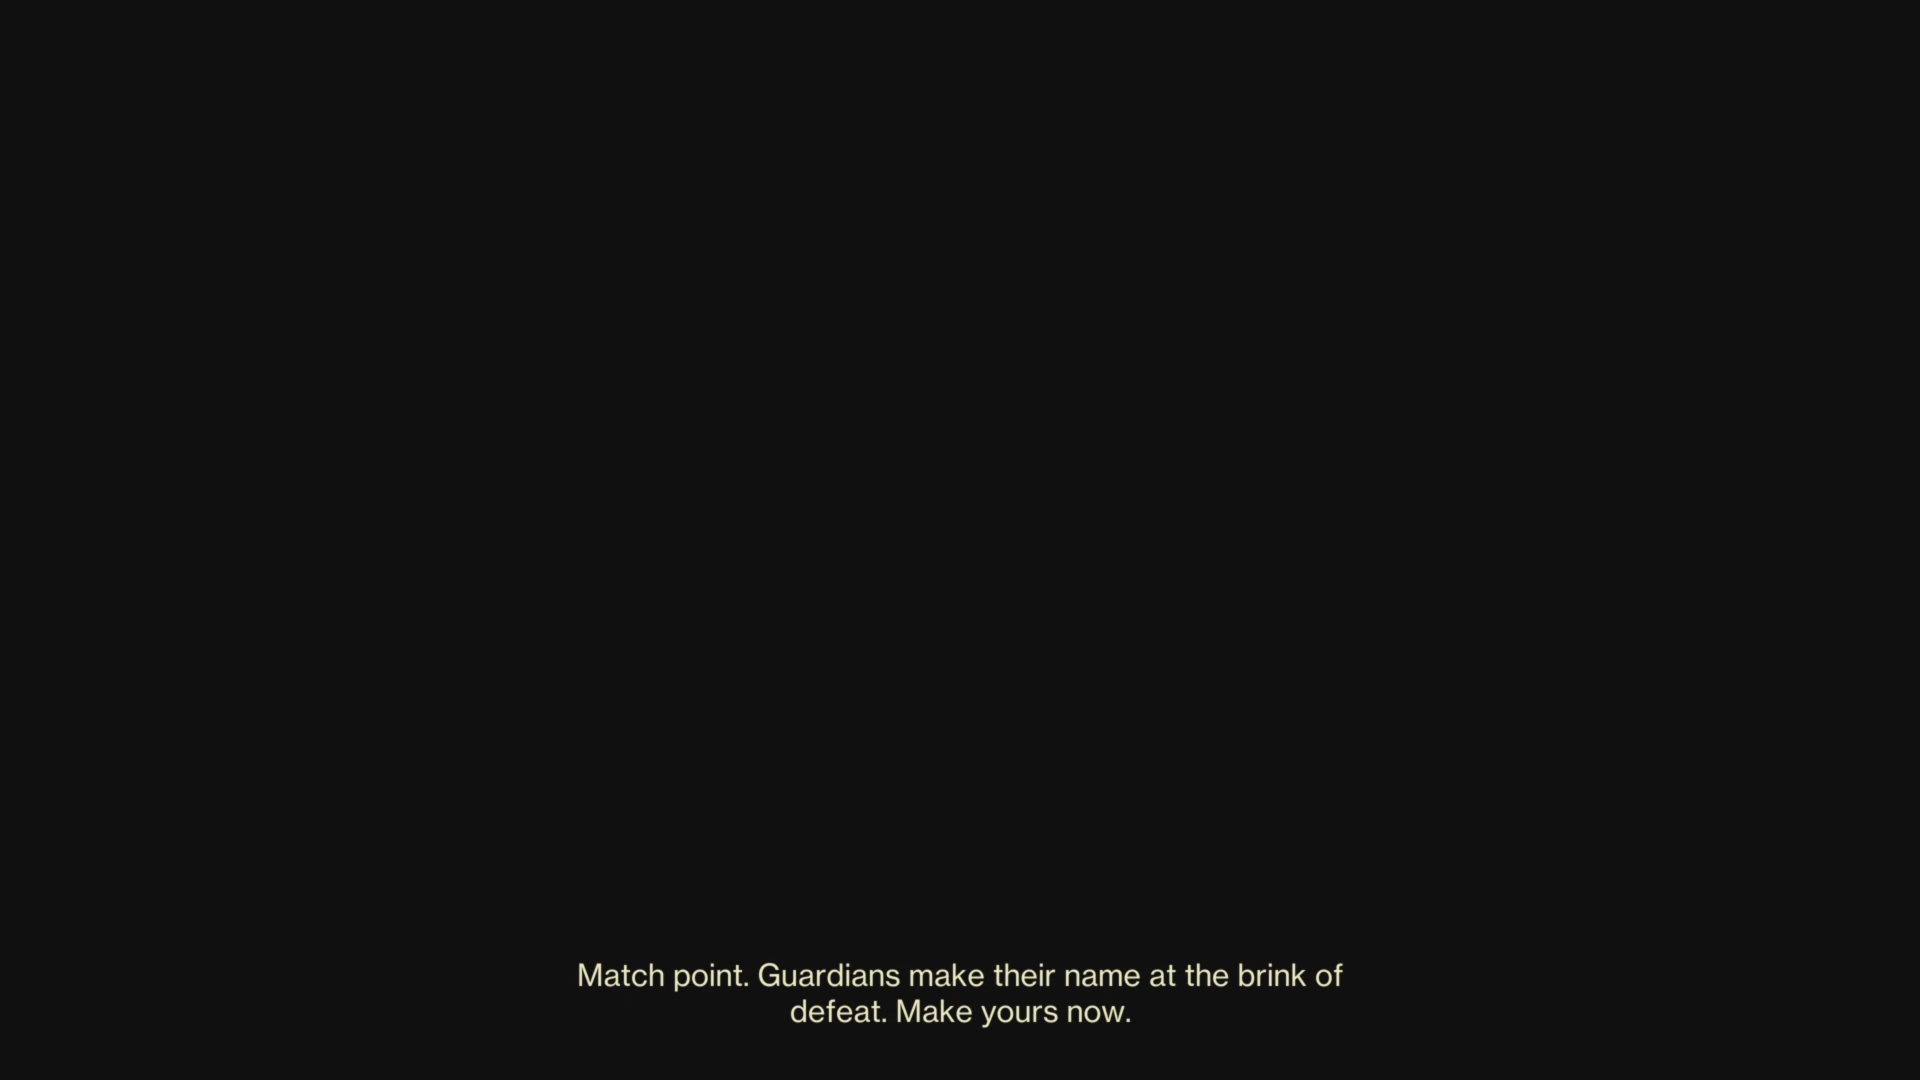 Match point. Guardians make their name at the brink of
defeat. Make yours now.